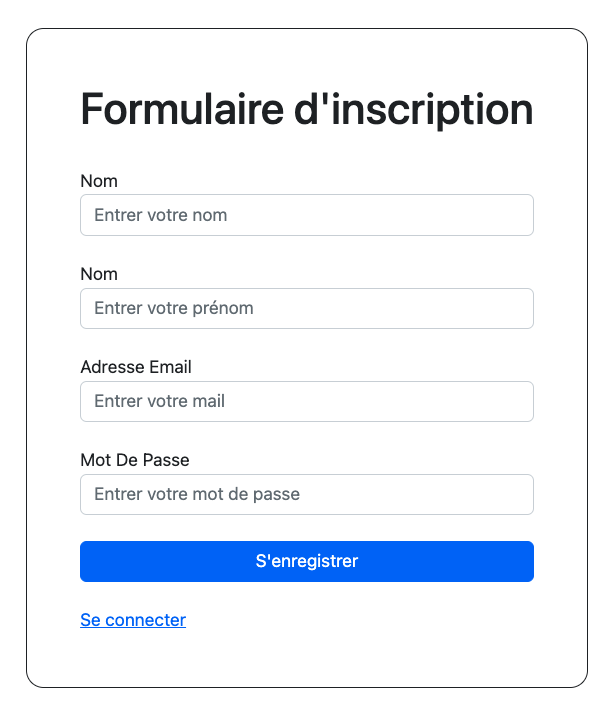 Formulaire d'inscription
Nom
Entrer votre nom
Nom
Entrer votre prénom
Adresse Email
Entrer votre mail
Mot De Passe
Entrer votre mot de passe
S'enregistrer
Se connecter